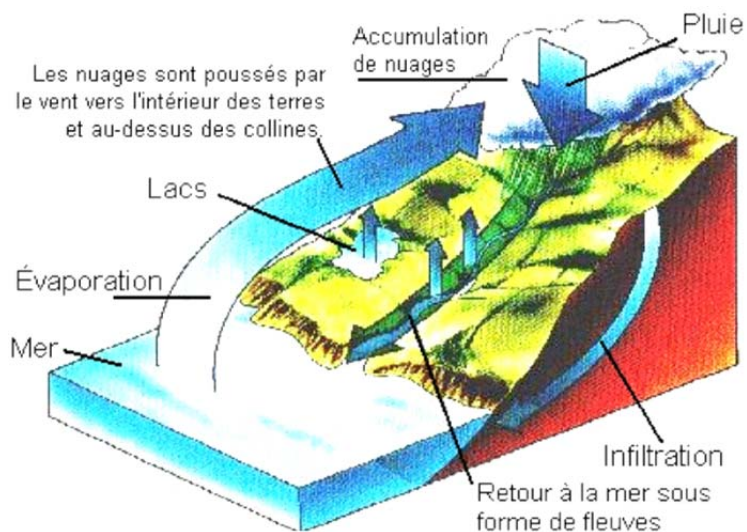 Pluie
Accumulation
de nuages
Les nuages sont poussés par
le vent vers l'intérieur des terres
et au-dessus des collines
Lacs
Évaporation
Mer
Infiltration
Retour à la mer sous
forme de fleuves